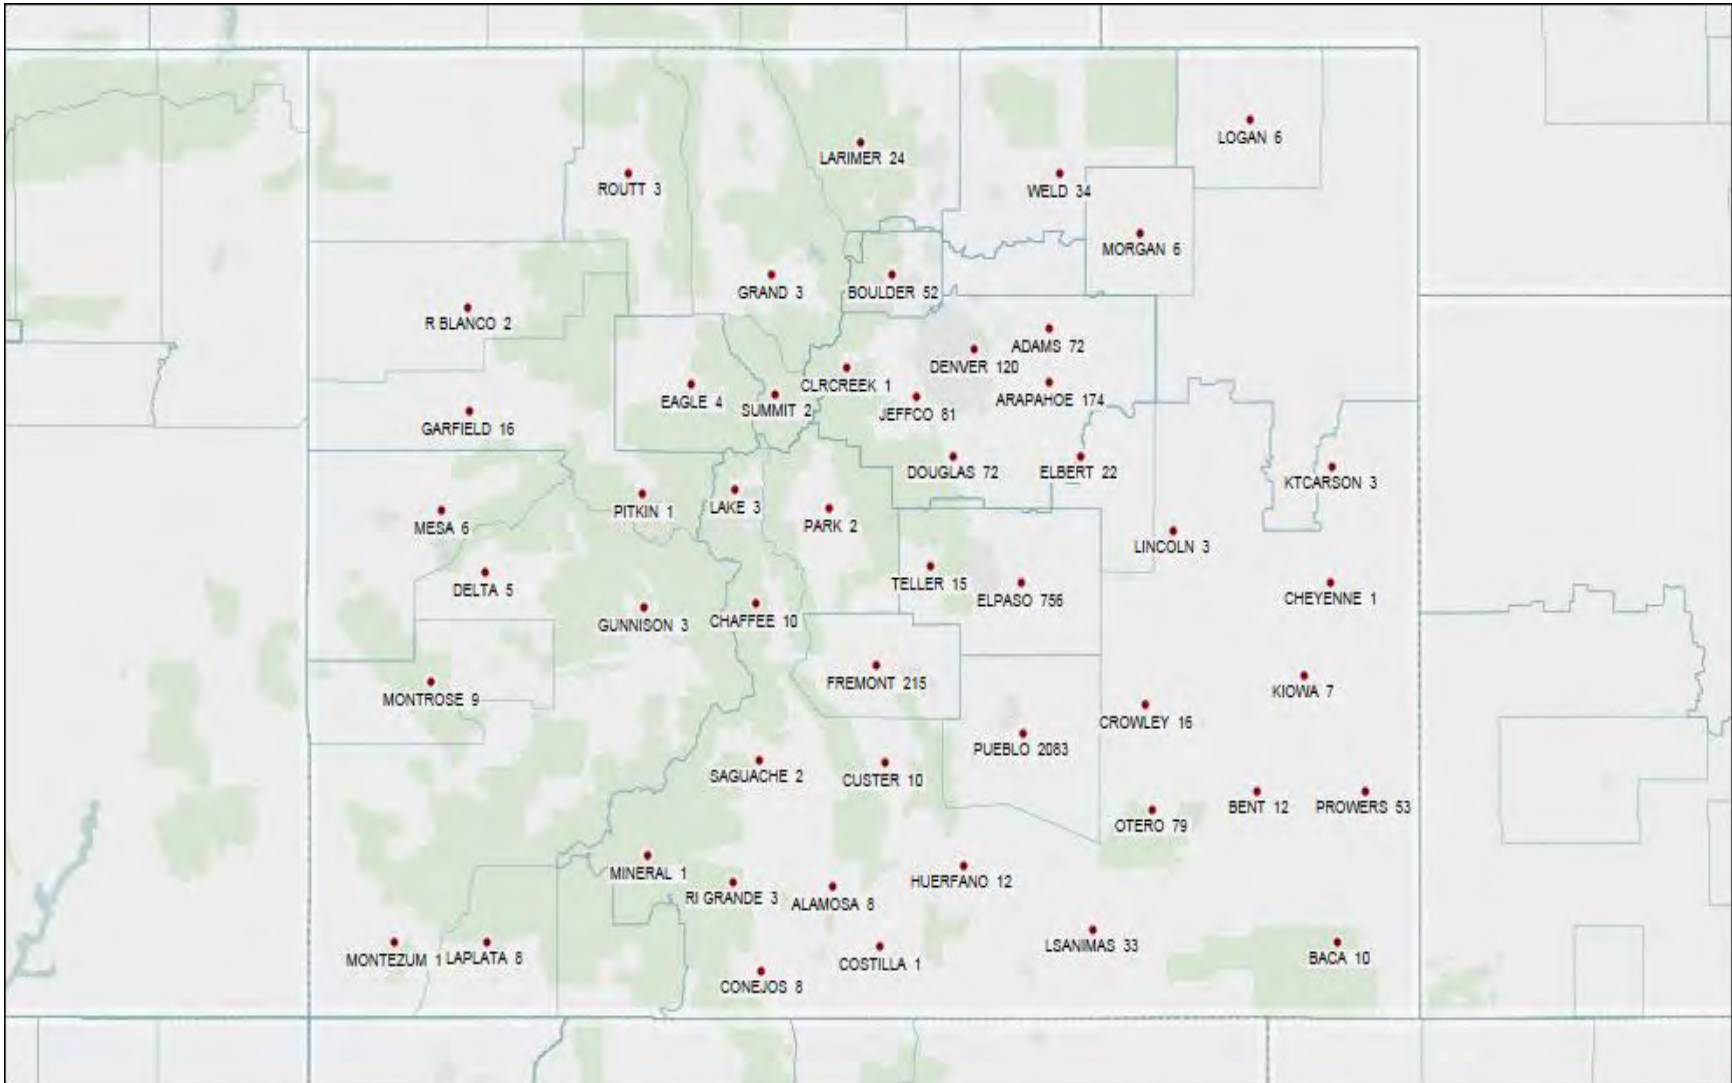 LOGAN 6
LARIMER 24
ROUTT 3
WELD 34
MORGAN 6
GRAND 3
BOULDER 52
R BLANCO 2
ADAMS 72
DENVER 120
CLRCREEK 1
EAGLE 4
SUMMIT 2
ARAPAHOE 174
JEFFCO 81
GARFIELD 16
DOUGLAS 72
ELBERT 22
KTCARSON 3
LAKE 3
PITKIN 1
PARK 2
MESA 6
LINCOLN 3
TELLER 15
DELTA 5
ELPASO 756
CHEYENNE 1
GUNNISON 3
CHAFFEE 10
FREMONT 215
KIOWA 7
MONTROSE 9
CROWLEY 16
PUEBLO 2083
SAGUACHE 2
CUSTER 10
BENT 12
PROWERS 53
OTERO 79
MINERAL 1
HUERFANO 12
RI GRANDE 3
ALAMOSA 8
LSANIMAS 33
MONTEZUM 1
LAPLATA 8
COSTILLA 1
BACA 10
CONEJOS 8